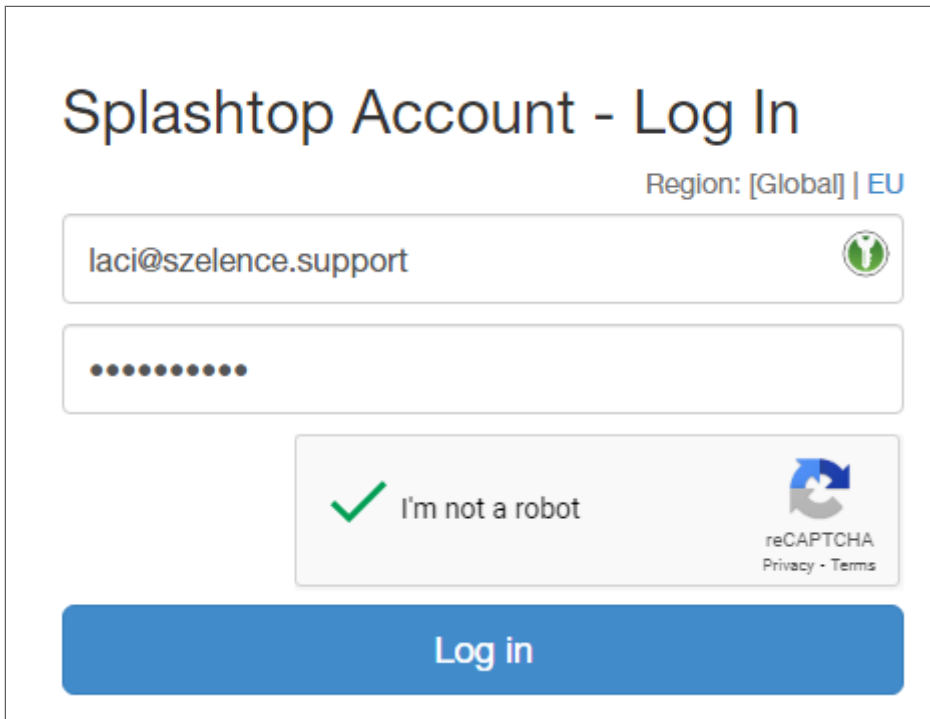 Splashtop Account - Log In
Region: [Global] | EU
laci@szelence.support
••••••••••
I'm not a robot
reCAPTCHA
Privacy - Terms
Log in